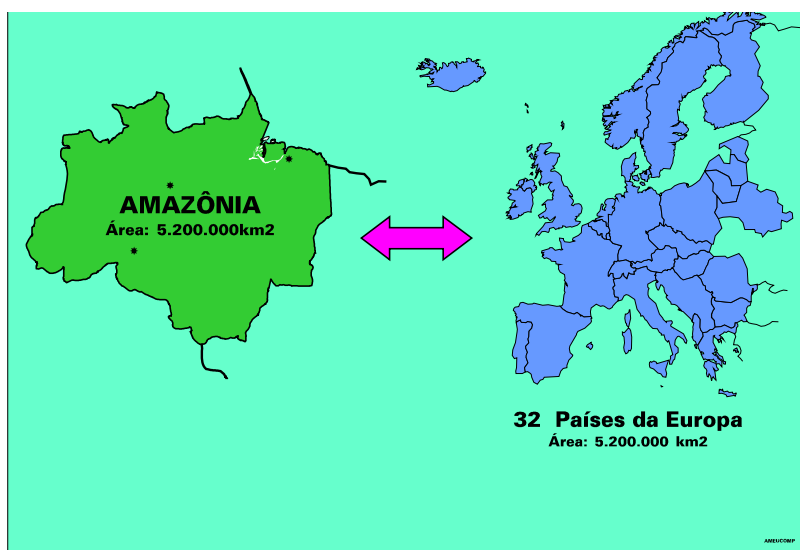 AMAZÔNIA
Área: 5.200.000km2
32 Países da Europa
Área: 5.200.000 km2
AMEUCOMP